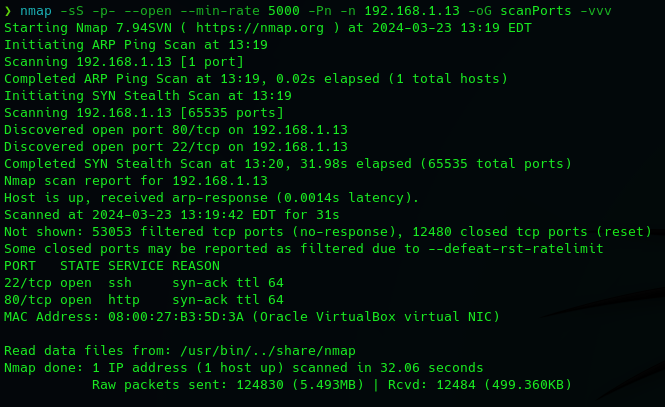 ❯ nmap -sS -p- --open --min-rate 5000 -Pn -n 192.168.1.13 -oG scanPorts -vvv
Starting Nmap 7.94SVN ( https://nmap.org ) at 2024-03-23 13:19 EDT
Initiating ARP Ping Scan at 13:19
Scanning 192.168.1.13 [1 port]
Completed ARP Ping Scan at 13:19, 0.02s elapsed (1 total hosts)
Initiating SYN Stealth Scan at 13:19
Scanning 192.168.1.13 [65535 ports]
Discovered open port 80/tcp on 192.168.1.13
Discovered open port 22/tcp on 192.168.1.13
Completed SYN Stealth Scan at 13:20, 31.98s elapsed (65535 total ports)
Nmap scan report for 192.168.1.13
Host is up, received arp-response (0.0014s latency).
Scanned at 2024-03-23 13:19:42 EDT for 31s
Not shown: 53053 filtered tcp ports (no-response), 12480 closed tcp ports (reset)
Some closed ports may be reported as filtered due to --defeat-rst-ratelimit
PORT   STATE SERVICE REASON
22/tcp open  ssh     syn-ack ttl 64
80/tcp open  http    syn-ack ttl 64
MAC Address: 08:00:27:B3:5D:3A (Oracle VirtualBox virtual NIC)

Read data files from: /usr/bin/../share/nmap
Nmap done: 1 IP address (1 host up) scanned in 32.06 seconds
           Raw packets sent: 124830 (5.493MB) | Rcvd: 12484 (499.360KB)